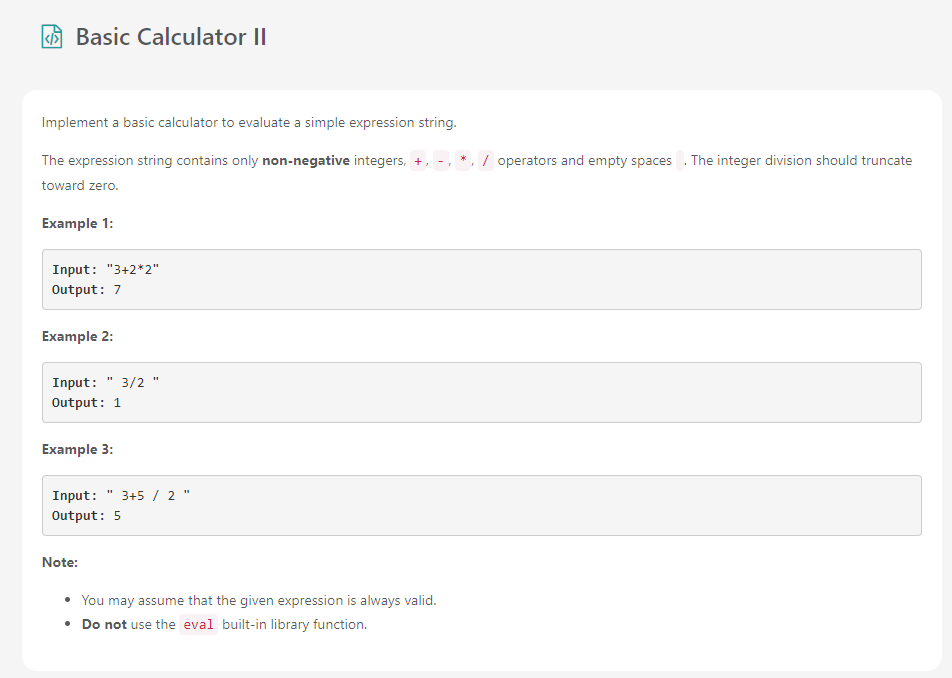 Basic Calculator II
Implement a basic calculator to evaluate a simple expression string.
The expression string contains only non-negative integers, + , - , * , / operators and empty spaces  . The integer division should truncate
toward zero.
Example 1:
Input: "3+2*2"
Output: 7
Example 2:
Input: " 3/2 "
Output: 1
Example 3:
Input: " 3+5 / 2 "
Output: 5
Note:
• You may assume that the given expression is always valid.
• Do not use the eval built-in library function.